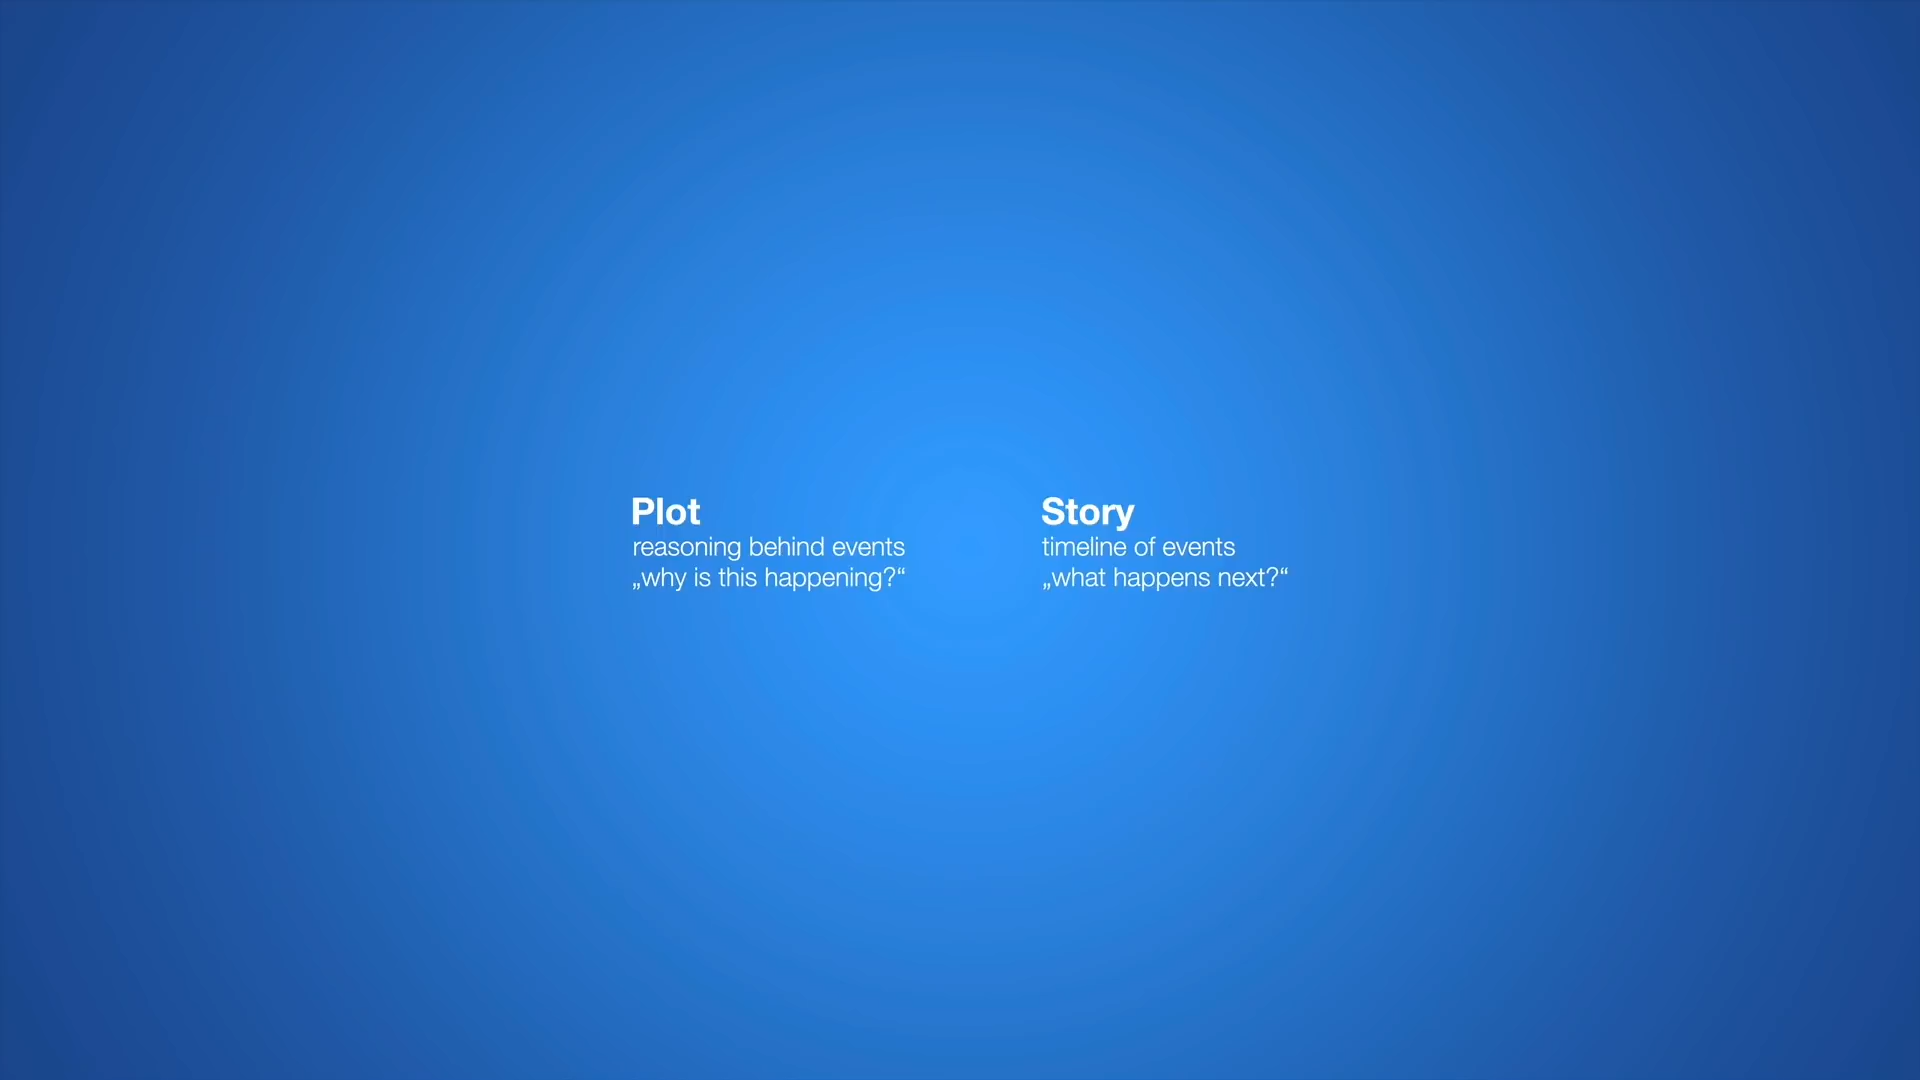 Plot
reasoning behind events
„why is this happening?“
Story
timeline of events
„what happens next?“